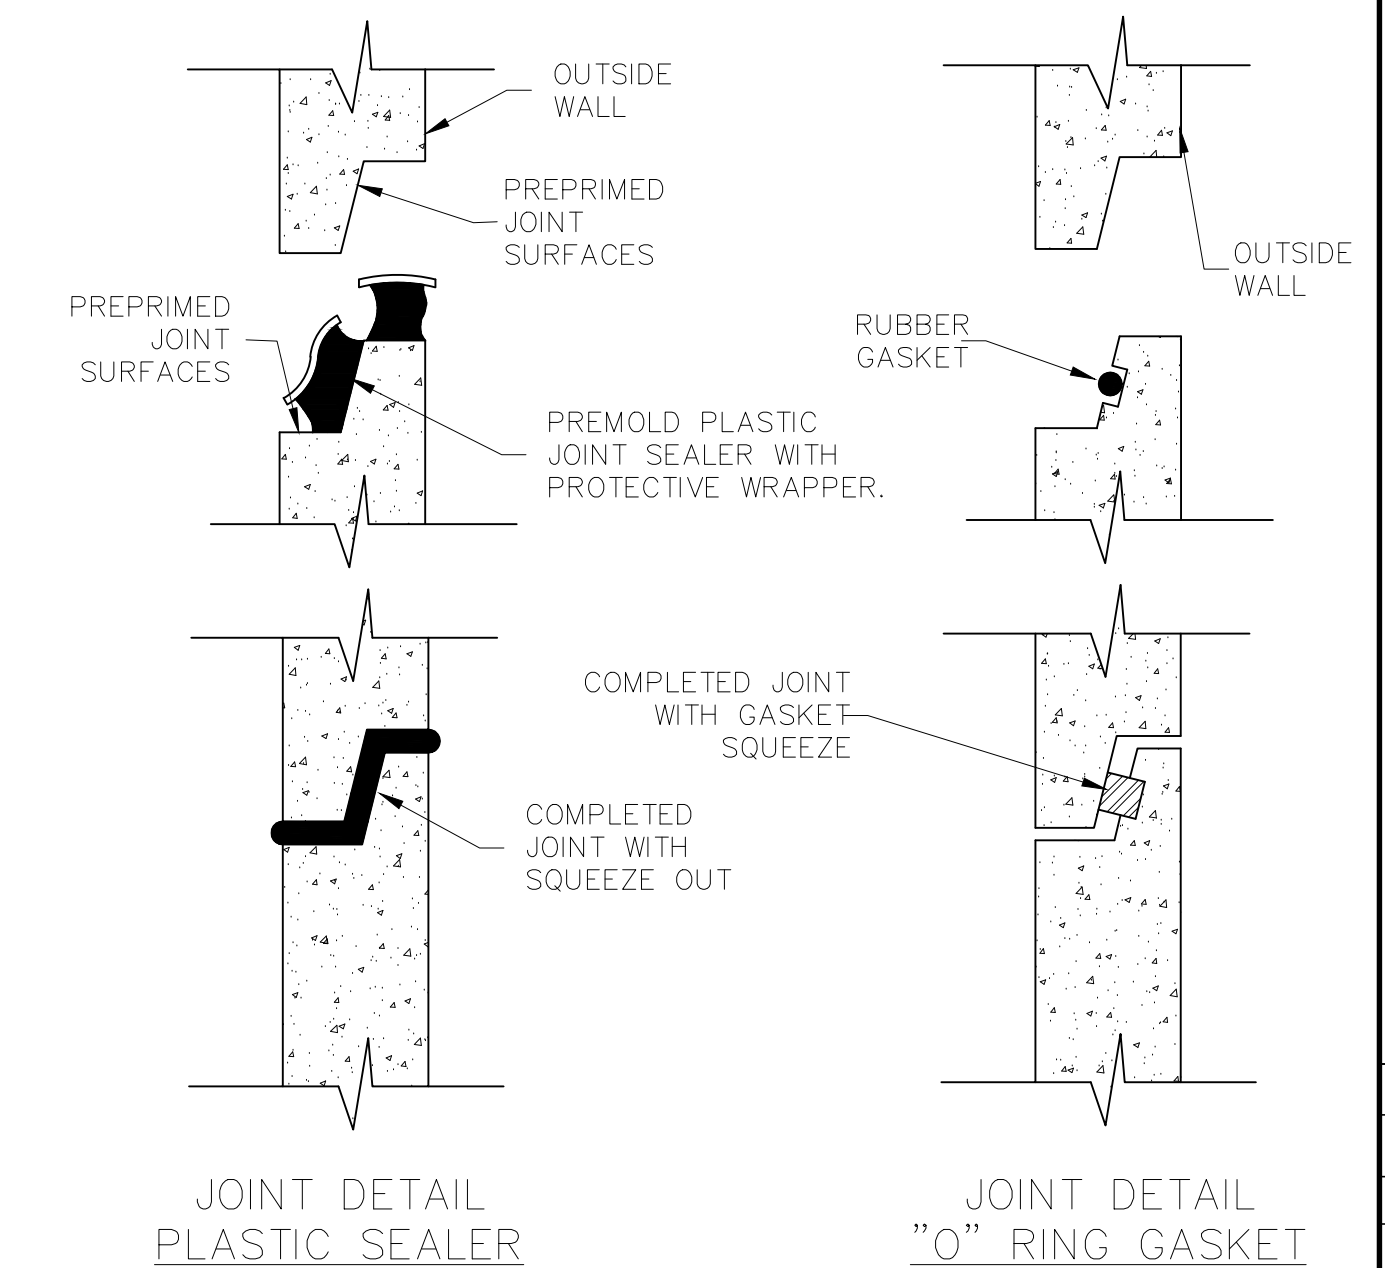 OUTSIDE
WALL
PREPRIMED
JOINT
SURFACES
PREPRIMED
JOINT
SURFACES
PREMOLD PLASTIC
JOINT SEALER WITH
PROTECTIVE WRAPPER.
COMPLETED
JOINT WITH
SQUEEZE OUT
JOINT DETAIL
PLASTIC SEALER
OUTSIDE
WALL
RUBBER
GASKET
COMPLETED JOINT
WITH GASKET
SQUEEZE
JOINT DETAIL
"O" RING GASKET